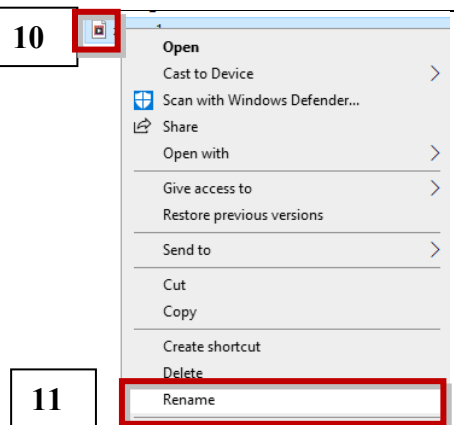 10
Open
Cast to Device
Scan with Windows Defender...
Share
Open with
Give access to
Restore previous versions
Send to
Cut
Copy
Create shortcut
Delete
11
Rename